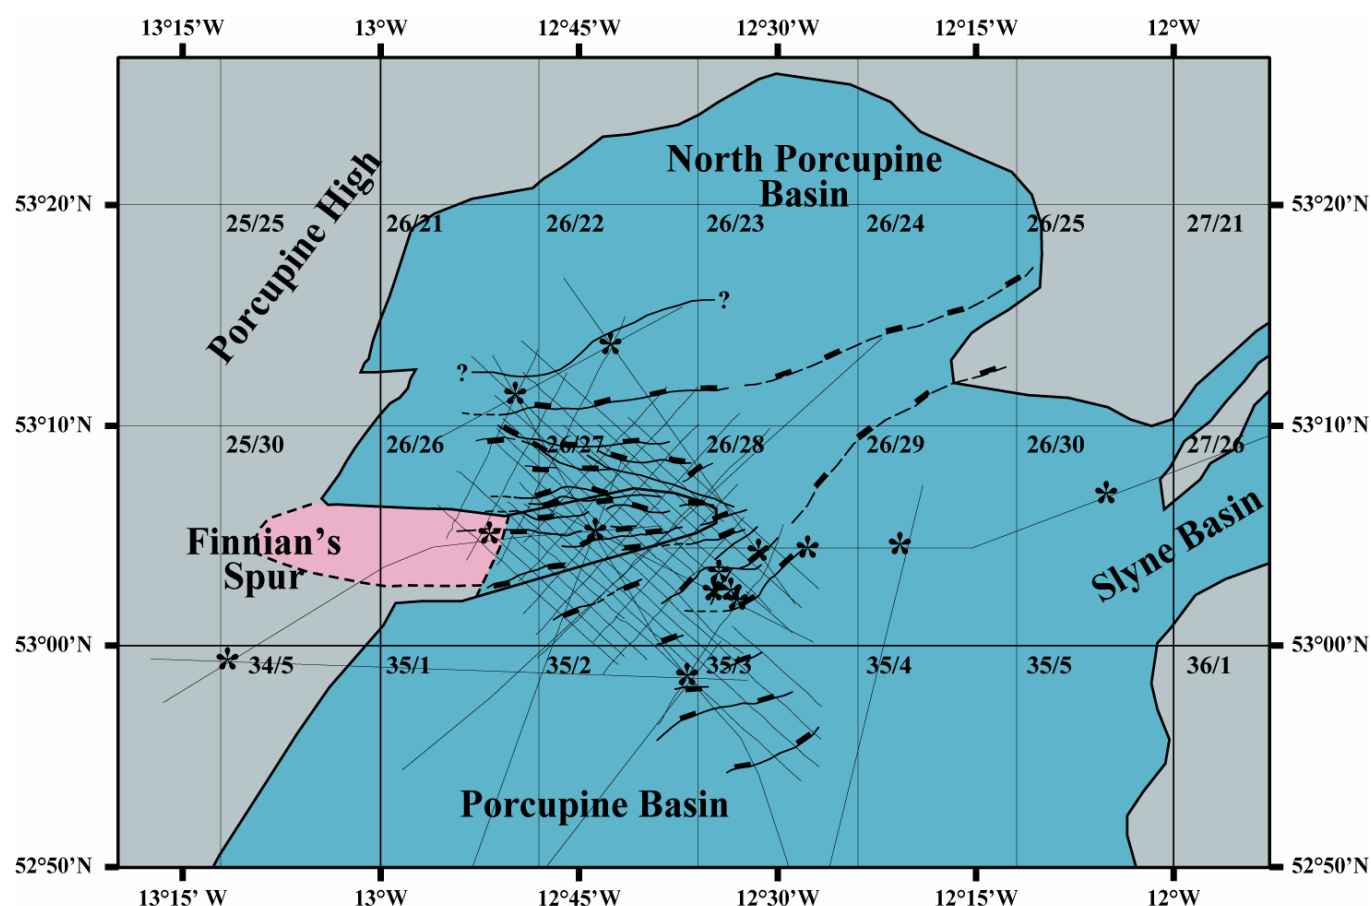 13°15’W 13°W 12°45’W 12°30’W 12°15’W 12°W
North Porcupine
Basin
Porcupine High
53°20’N 53°20’N
25/25 26/21 26/22 26/23 26/24 26/25 27/21
?
?
53°10’N 53°10’N
25/30 26/26 26/27 26/28 26/29 26/30 27/26
Finnian’s
Spur
Slyne Basin
53°00’N 53°00’N
34/5 35/1 35/2 35/3 35/4 35/5 36/1
Porcupine Basin
52°50’N 52°50’N
13°15’ W 13°W 12°45’W 12°30’W 12°15’W 12°W